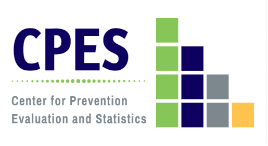 CPES
Center for Prevention
Evaluation and Statistics